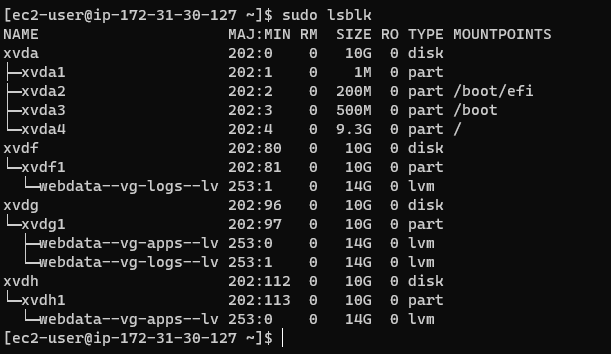 [ec2-user@ip-172-31-30-127 ~]$ sudo lsblk
NAME                     MAJ:MIN RM  SIZE RO TYPE MOUNTPOINTS
xvda                     202:0    0   10G  0 disk
├─xvda1                  202:1    0    1M  0 part
├─xvda2                  202:2    0  200M  0 part /boot/efi
├─xvda3                  202:3    0  500M  0 part /boot
└─xvda4                  202:4    0  9.3G  0 part /
xvdf                     202:80   0   10G  0 disk
└─xvdf1                  202:81   0   10G  0 part
  └─webdata--vg-logs--lv 253:1    0   14G  0 lvm
xvdg                     202:96   0   10G  0 disk
└─xvdg1                  202:97   0   10G  0 part
  ├─webdata--vg-apps--lv 253:0    0   14G  0 lvm
  └─webdata--vg-logs--lv 253:1    0   14G  0 lvm
xvdh                     202:112  0   10G  0 disk
└─xvdh1                  202:113  0   10G  0 part
  └─webdata--vg-apps--lv 253:0    0   14G  0 lvm
[ec2-user@ip-172-31-30-127 ~]$